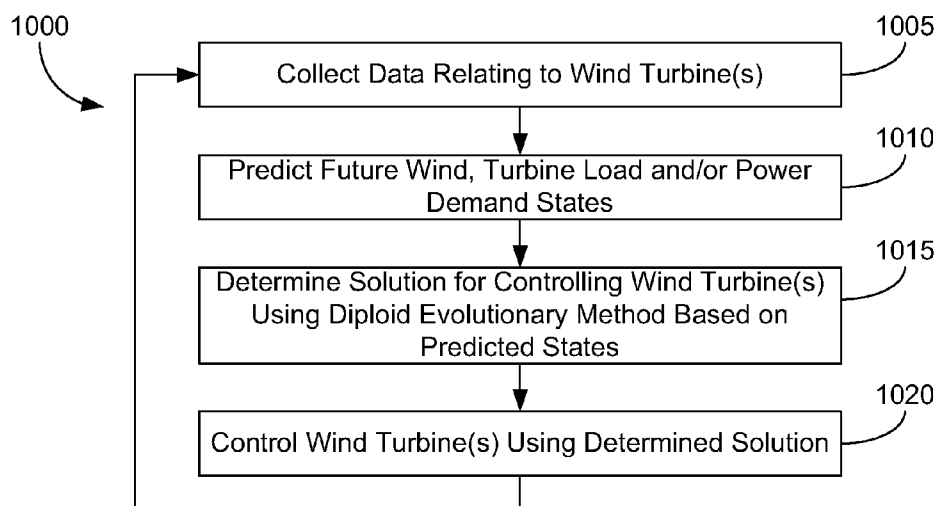 1000
1005
Collect Data Relating to Wind Turbine(s)
1010
Predict Future Wind, Turbine Load and/or Power
Demand States
1015
Determine Solution for Controlling Wind Turbine(s)
Using Diploid Evolutionary Method Based on
Predicted States
1020
Control Wind Turbine(s) Using Determined Solution